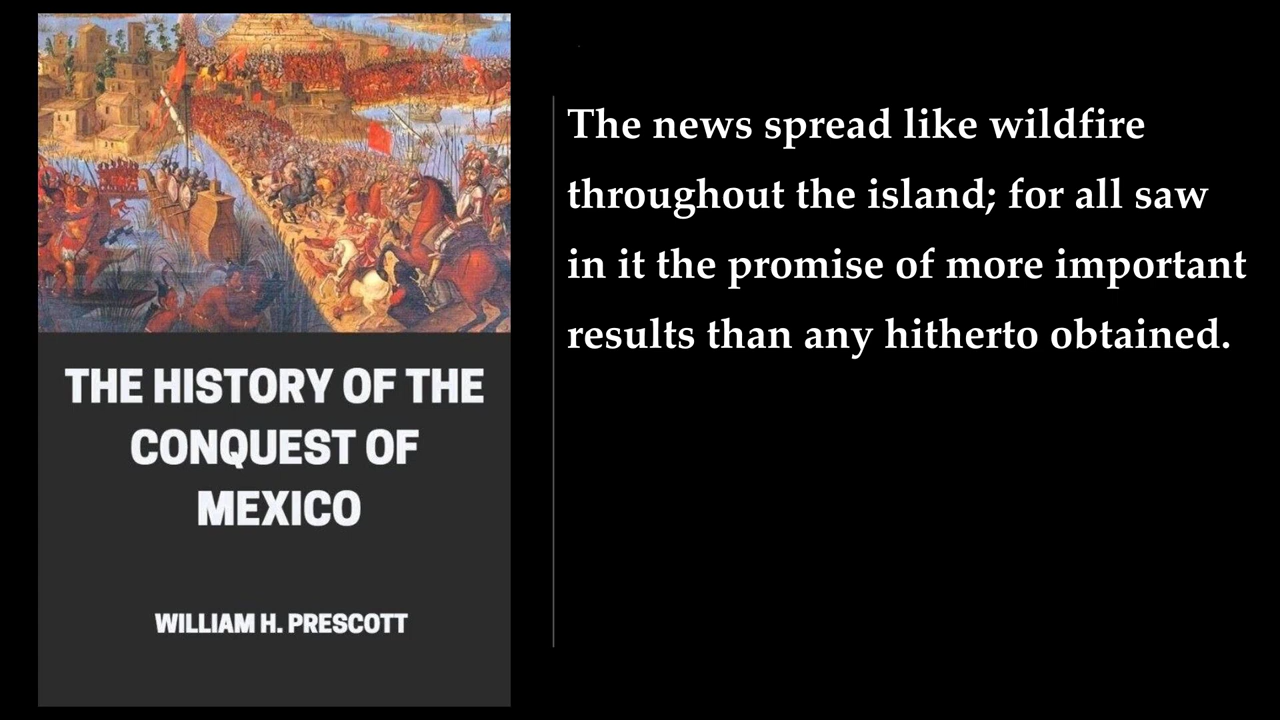 THE HISTORY OF THE
CONQUEST OF
MEXICO
WILLIAM H. PRESCOTT
The news spread like wildfire
throughout the island; for all saw
in it the promise of more important
results than any hitherto obtained.